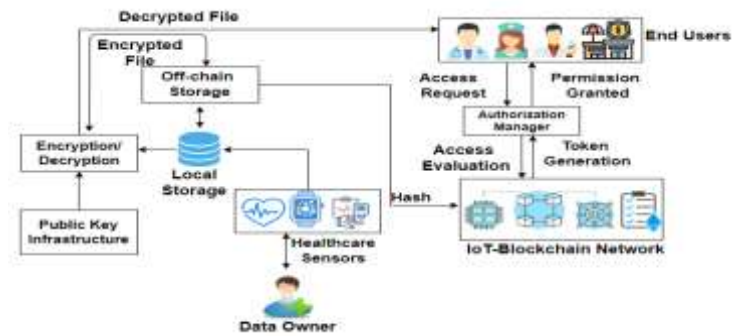 Decrypted File
Encrypted
File
End Users
Off-chain
Storage
Access
Request
Permission
Granted
Authorization
Manager
Encryption/
Decryption
Local
Storage
Access
Evaluation
Token
Generation
Hash
Public Key
Infrastructure
Healthcare
Sensors
IoT-Blockchain Network
Data Owner